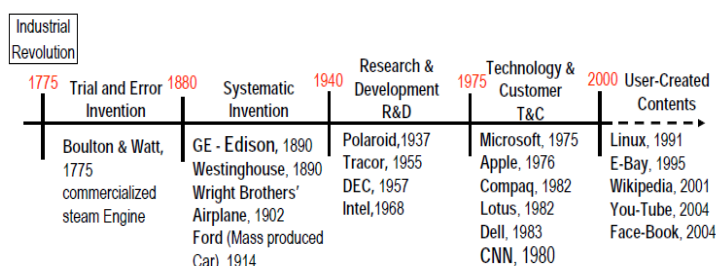 Industrial
Revolution
1775
Trial and Error
Invention
1880
Systematic
Invention
1940
Research &
Development
R&D
1975
Technology &
Customer
T&C
2000
User-Created
Contents
Boulton & Watt,
1775
commercialized
steam Engine
GE - Edison, 1890
Westinghouse, 1890
Wright Brothers'
Airplane, 1902
Ford (Mass produced
Car), 1914
Polaroid,1937
Tracor, 1955
DEC, 1957
Intel,1968
Microsoft, 1975
Apple, 1976
Compaq, 1982
Lotus, 1982
Dell, 1983
CNN, 1980
Linux, 1991
E-Bay, 1995
Wikipedia, 2001
You-Tube, 2004
Face-Book, 2004